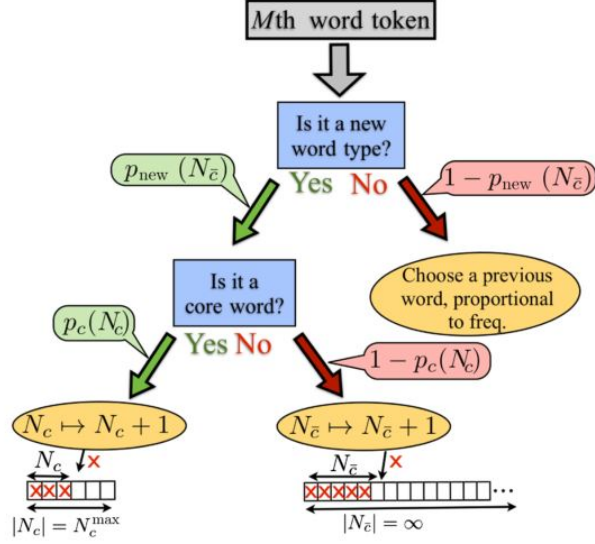 Mth word token
Is it a new
word type?
p_new (N_c̄)
Yes No
1 − p_new (N_c̄)
Is it a
core word?
Choose a previous
word, proportional
to freq.
p_c(N_c)
Yes No
1 − p_c(N_c)
N_c ↦ N_c + 1
N_c̄ ↦ N_c̄ + 1
N_c
x
N_c̄
x
x x x
x x x x x
...
|N_c| = N_c^max
|N_c̄| = ∞